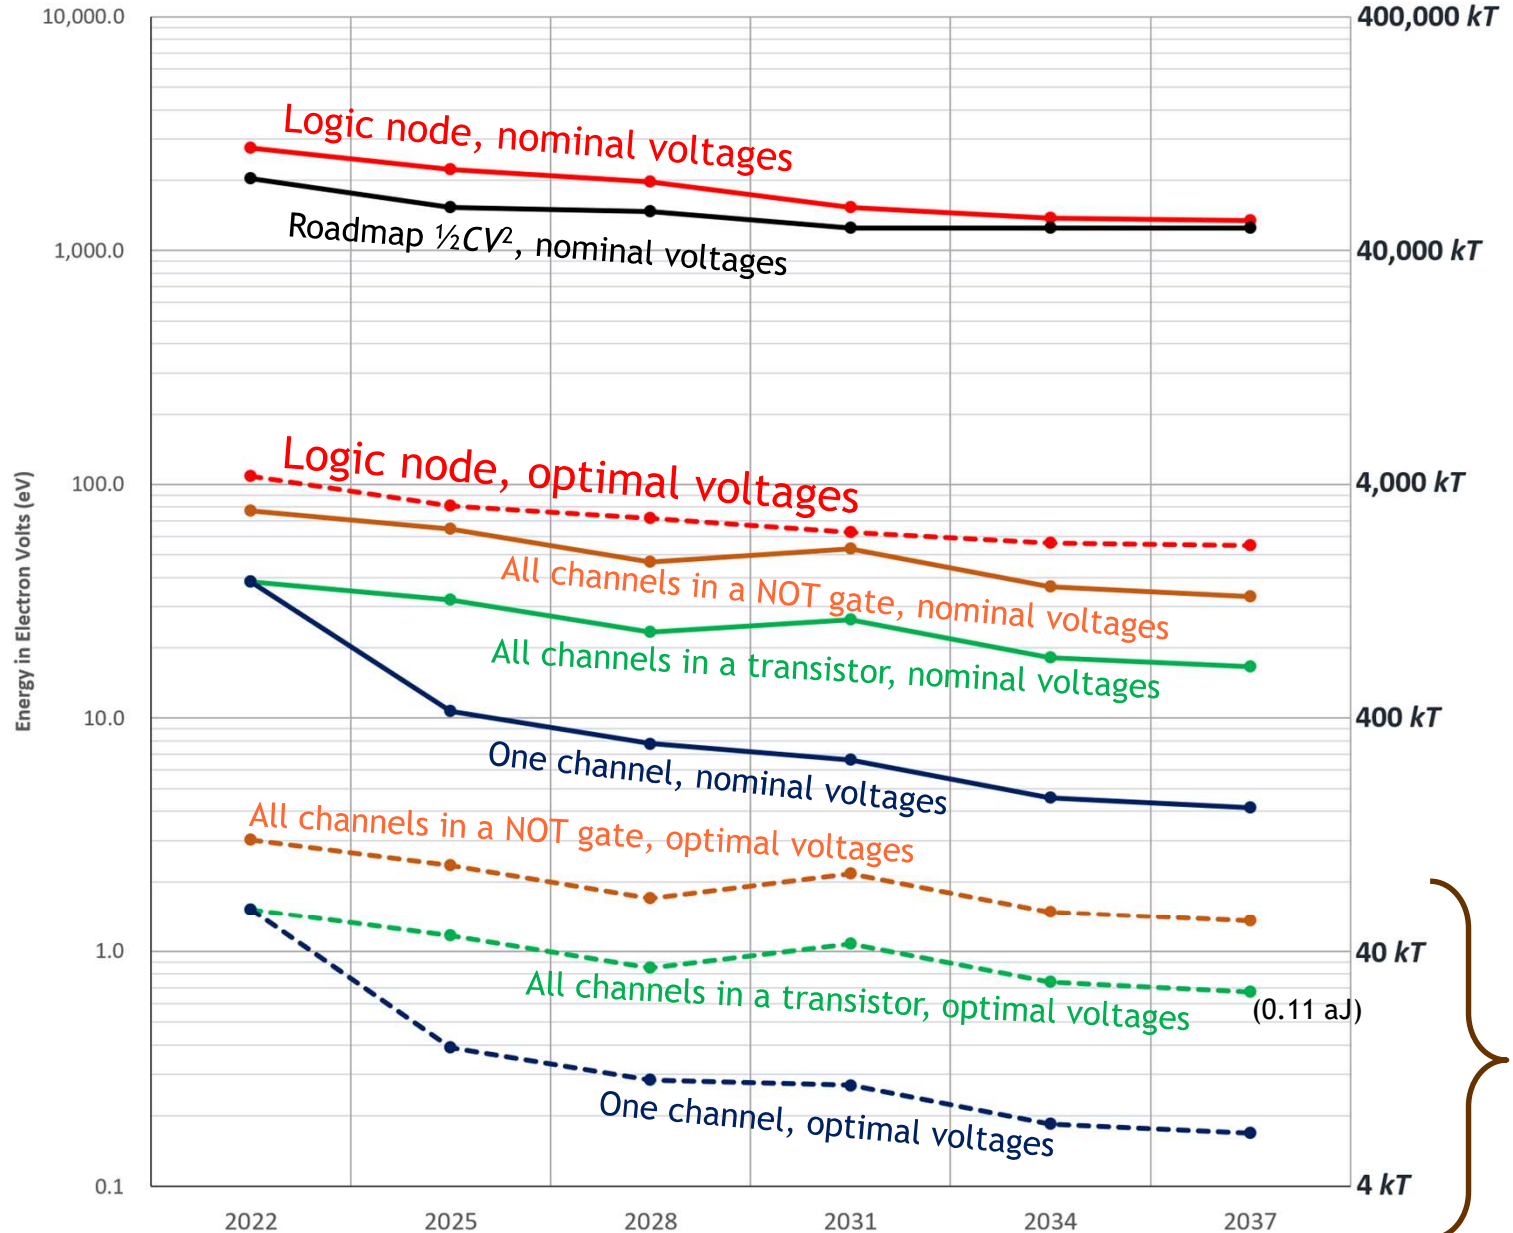 10,000.0
400,000 kT
Logic node, nominal voltages
Roadmap ½CV², nominal voltages
1,000.0
40,000 kT
Logic node, optimal voltages
100.0
4,000 kT
All channels in a NOT gate, nominal voltages
All channels in a transistor, nominal voltages
Energy in Electron Volts (eV)
10.0
400 kT
One channel, nominal voltages
All channels in a NOT gate, optimal voltages
1.0
40 kT
All channels in a transistor, optimal voltages
(0.11 aJ)
One channel, optimal voltages
0.1
4 kT
2022 2025 2028 2031 2034 2037